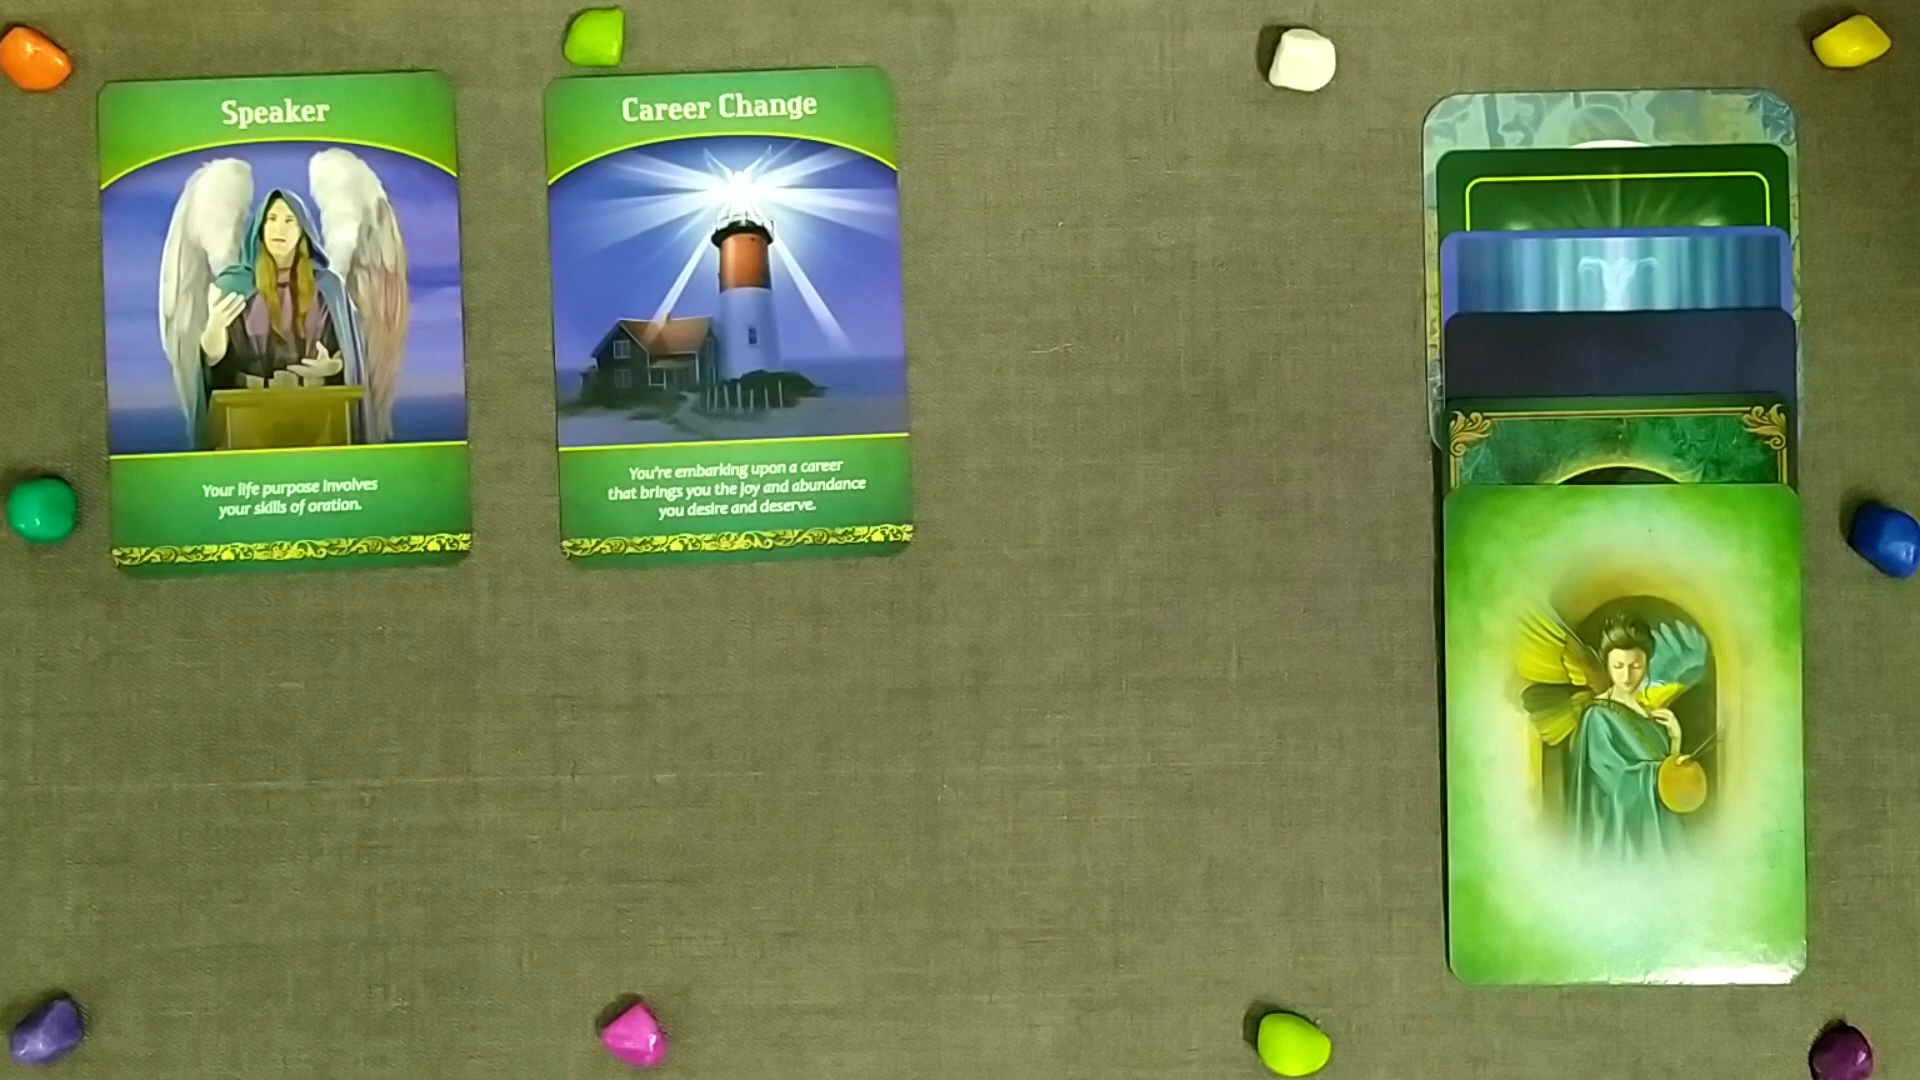 Speaker
Your life purpose involves
your skills of oration.
Career Change
You're embarking upon a career
that brings you the joy and abundance
you desire and deserve.